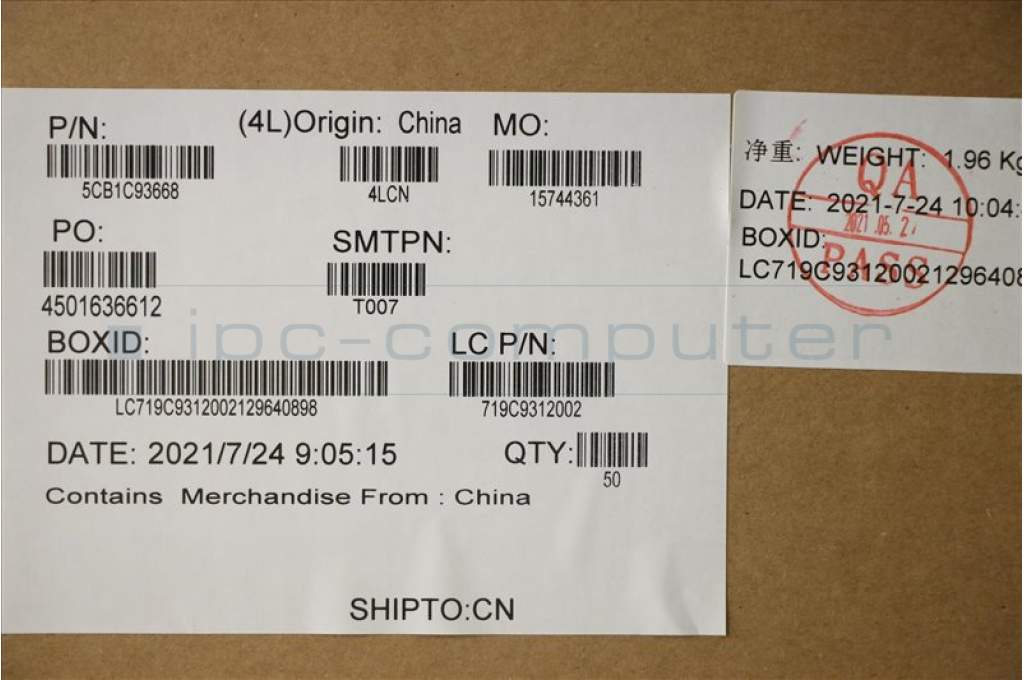 P/N: (4L)Origin: China MO:
5CB1C93668 4LCN 15744361
PO: SMTPN:
4501636612 T007
BOXID: LC P/N:
LC719C9312002129640898 719C9312002
DATE: 2021/7/24 9:05:15 QTY:
50
Contains Merchandise From : China
SHIPTO:CN
净重: WEIGHT: 1.96 Kg
DATE: 2021-7-24 10:04:
BOXID:
LC719C931200212964089
QA
PASS
ipc-computer